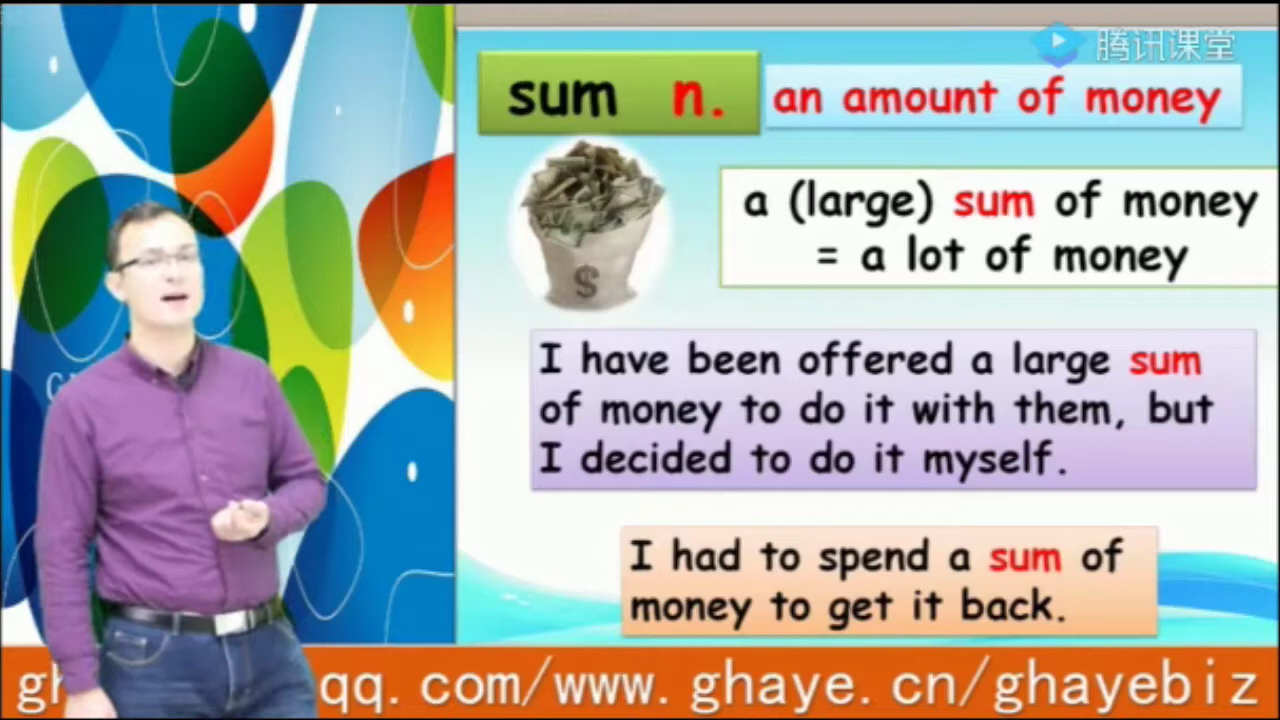 腾讯课堂
sum n.
an amount of money
a (large) sum of money
= a lot of money
$
I have been offered a large sum
of money to do it with them, but
I decided to do it myself.
I had to spend a sum of
money to get it back.
qq.com/www.ghaye.cn/ghayebiz